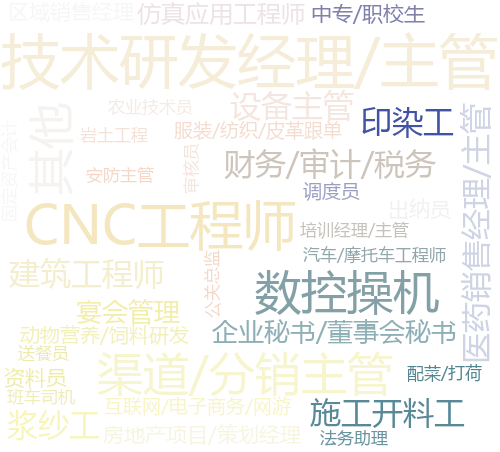 区域销售经理
仿真应用工程师
中专/职校生
技术研发经理/主管
农业技术员
设备主管
印染工
其他
岩土工程
服装/纺织/皮革跟单
医药销售经理/主管
财务/审计/税务
安防主管
审核员
调度员
出纳员
CNC工程师
培训经理/主管
汽车/摩托车工程师
公关总监
建筑工程师
数控操机
宴会管理
动物营养/饲料研发
企业秘书/董事会秘书
送餐员
渠道/分销主管
资料员
配菜/打荷
班车司机
互联网/电子商务/网游
施工开料工
浆纱工
房地产项目/策划经理
法务助理